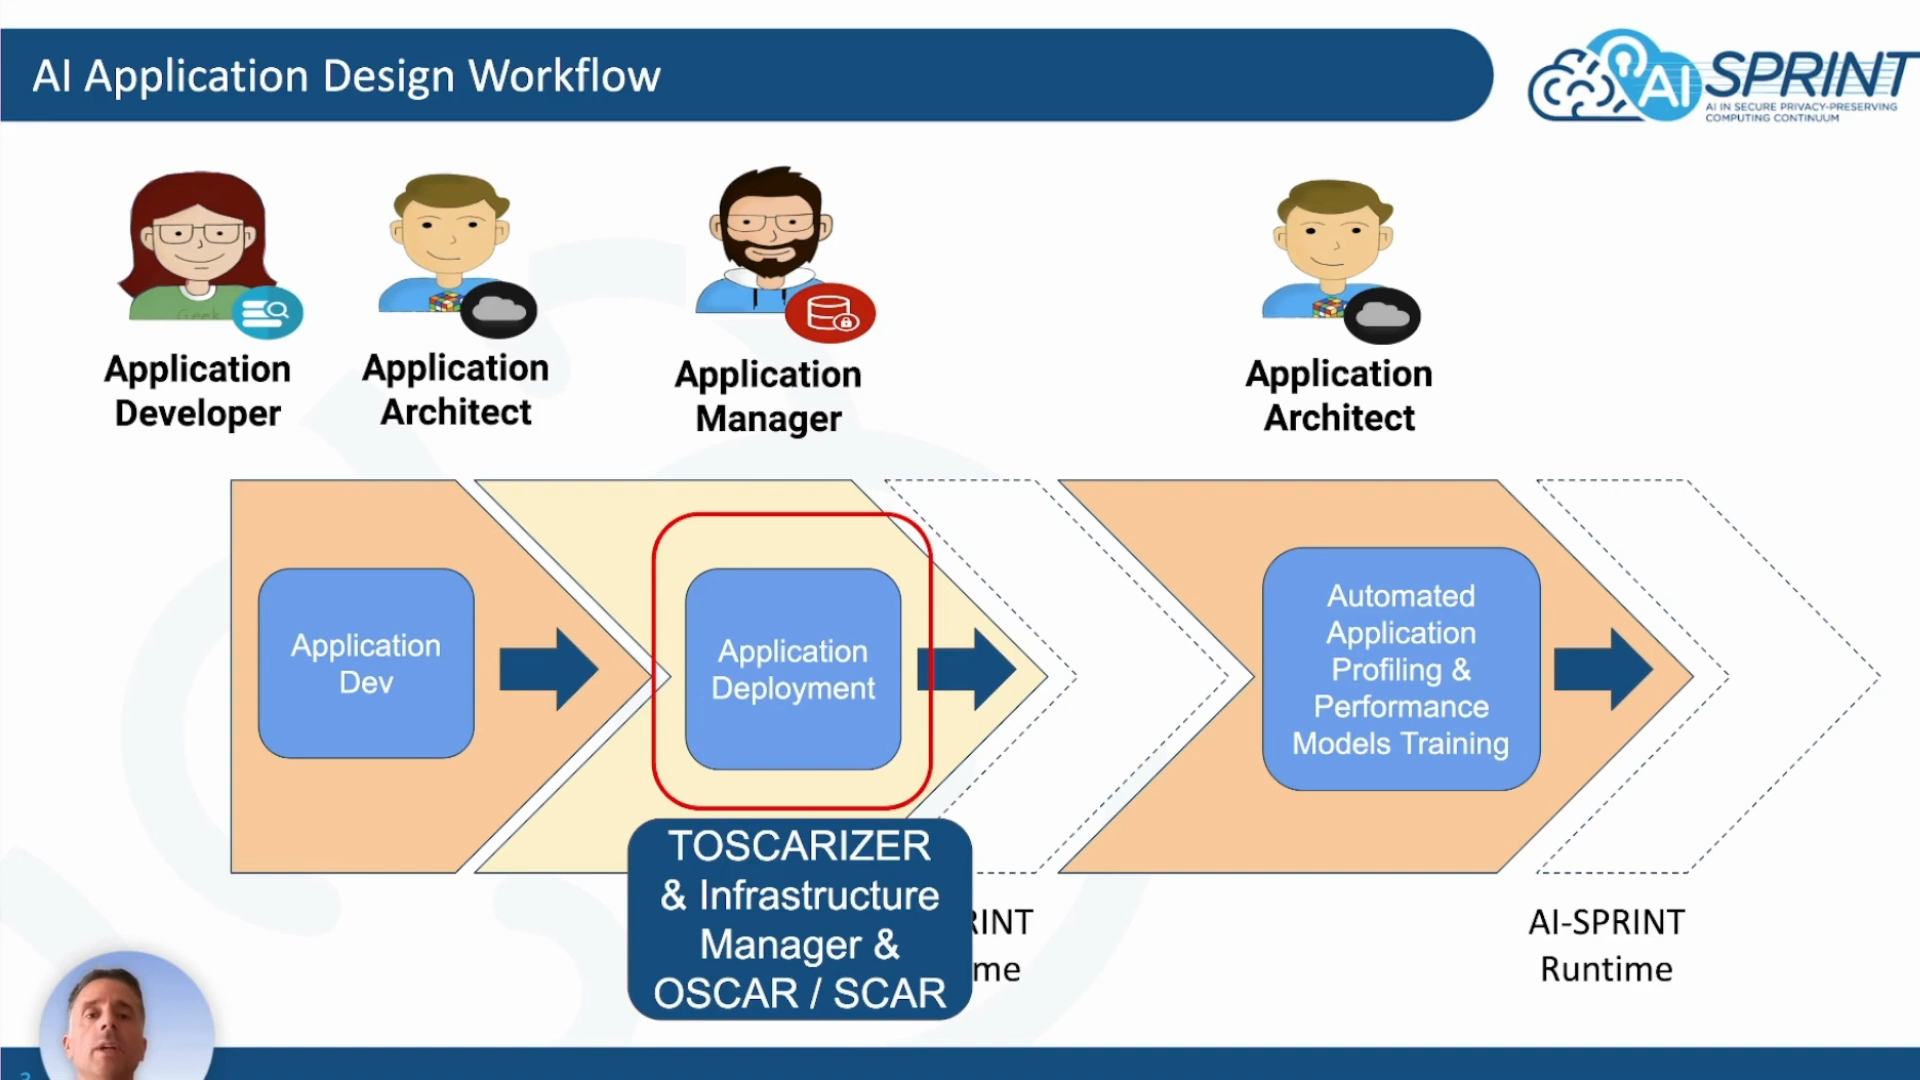 AI Application Design Workflow
AI SPRINT
AI IN SECURE PRIVACY-PRESERVING
COMPUTING CONTINUUM
Geek
Application
Developer
Application
Architect
Application
Manager
Application
Architect
Application
Dev
Application
Deployment
Automated
Application
Profiling &
Performance
Models Training
TOSCARIZER
& Infrastructure
Manager &
OSCAR / SCAR
RINT
me
AI-SPRINT
Runtime